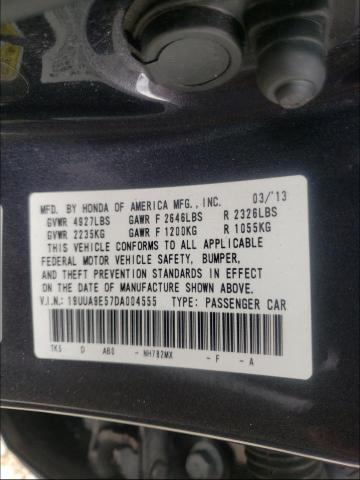 MFD. BY HONDA OF AMERICA MFG., INC. 03/'13
GVWR 4927LBS GAWR F 2646LBS R 2326LBS
GVWR 2235KG GAWR F 1200KG R 1055KG
THIS VEHICLE CONFORMS TO ALL APPLICABLE
FEDERAL MOTOR VEHICLE SAFETY, BUMPER,
AND THEFT PREVENTION STANDARDS IN EFFECT
ON THE DATE OF MANUFACTURE SHOWN ABOVE.
V.I.N.: 19UUA9E57DA004555 TYPE: PASSENGER CAR
TK5 D AB0 - NH782MX - F - A